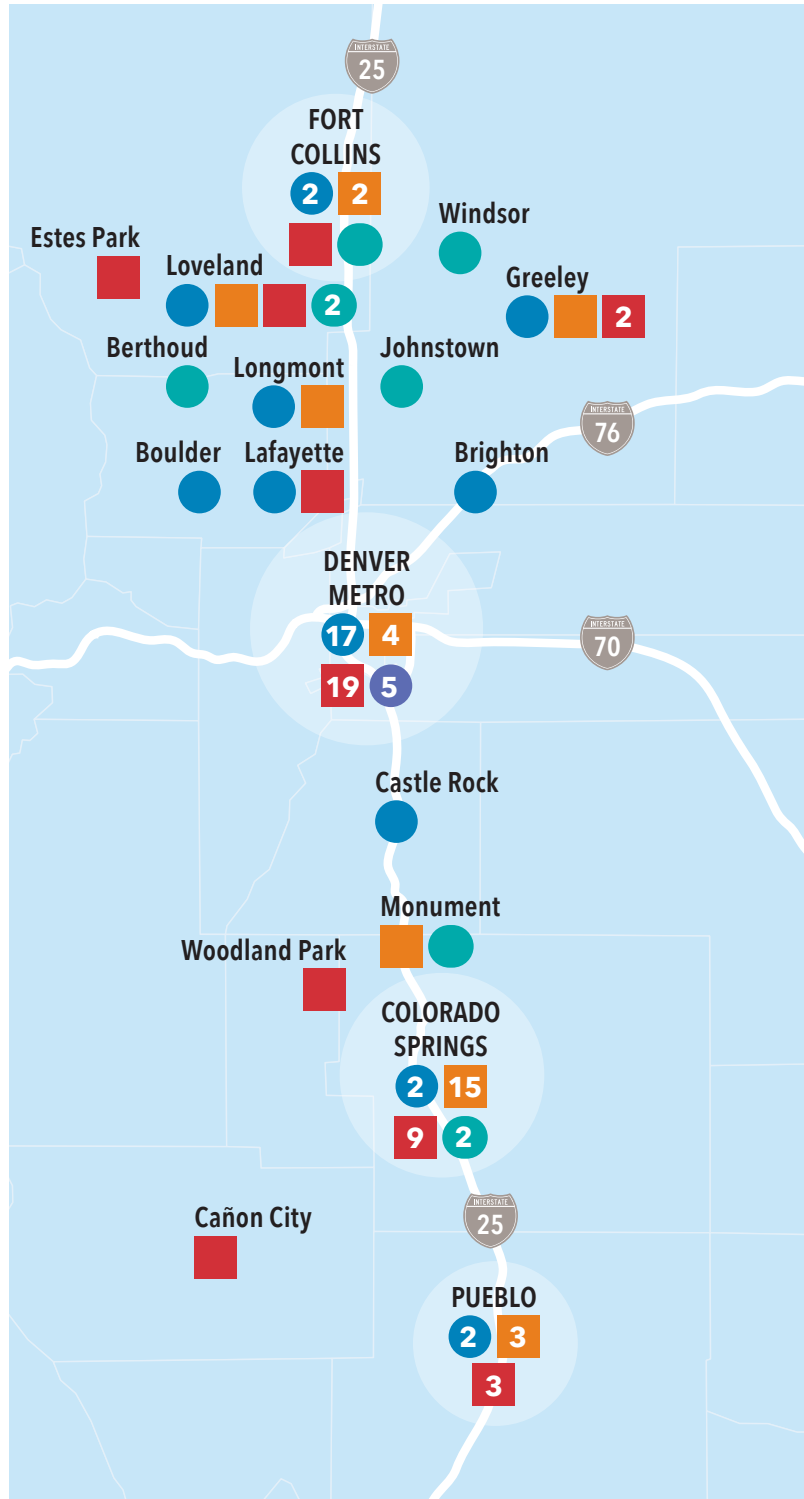 INTERSTATE
25
FORT
COLLINS
2 2
Windsor
Estes Park
Loveland
2
Greeley
2
Berthoud
Longmont
Johnstown
INTERSTATE
76
Boulder
Lafayette
Brighton
DENVER
METRO
17 4
19 5
INTERSTATE
70
Castle Rock
Monument
Woodland Park
COLORADO
SPRINGS
2 15
9 2
Cañon City
INTERSTATE
25
PUEBLO
2 3
3